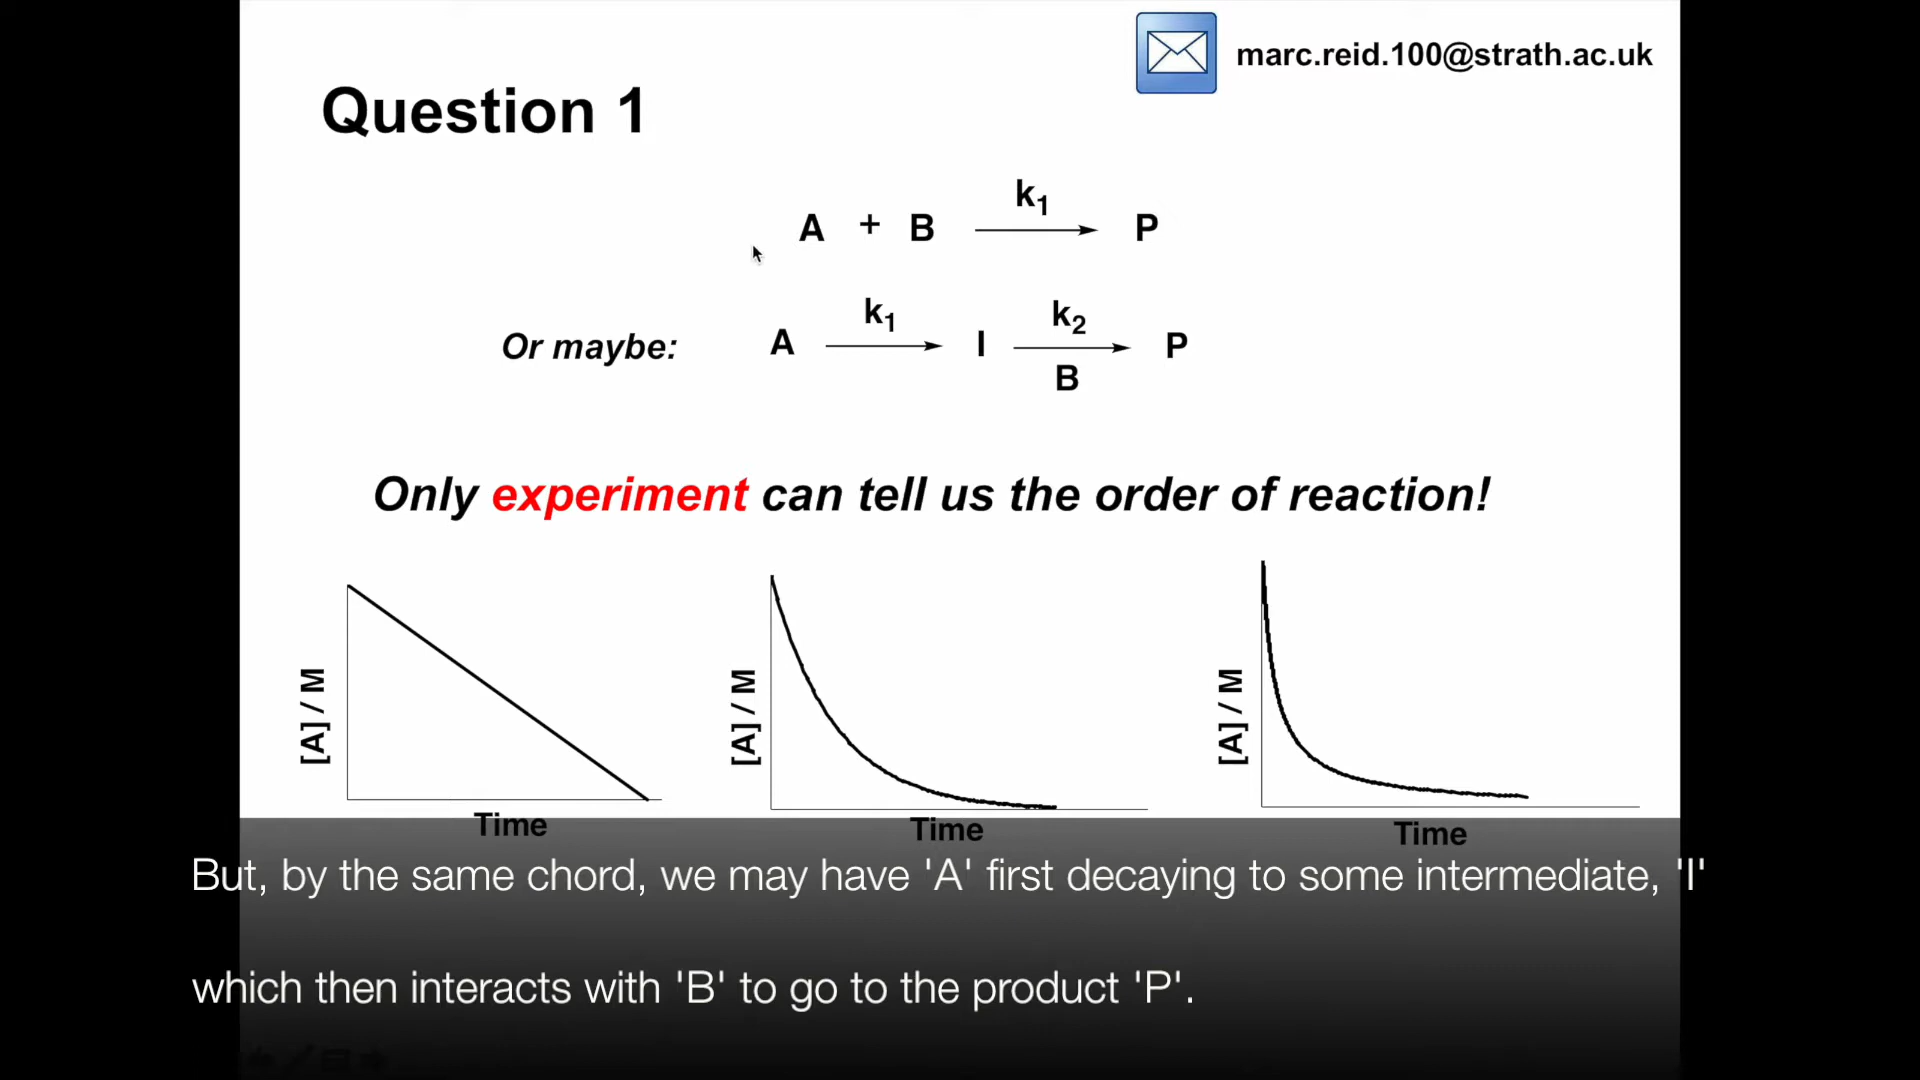 marc.reid.100@strath.ac.uk
Question 1
k1
A + B P
k1 k2
Or maybe: A I P
B
Only experiment can tell us the order of reaction!
[A] / M [A] / M [A] / M
Time Time Time
But, by the same chord, we may have 'A' first decaying to some intermediate, 'I'
which then interacts with 'B' to go to the product 'P'.